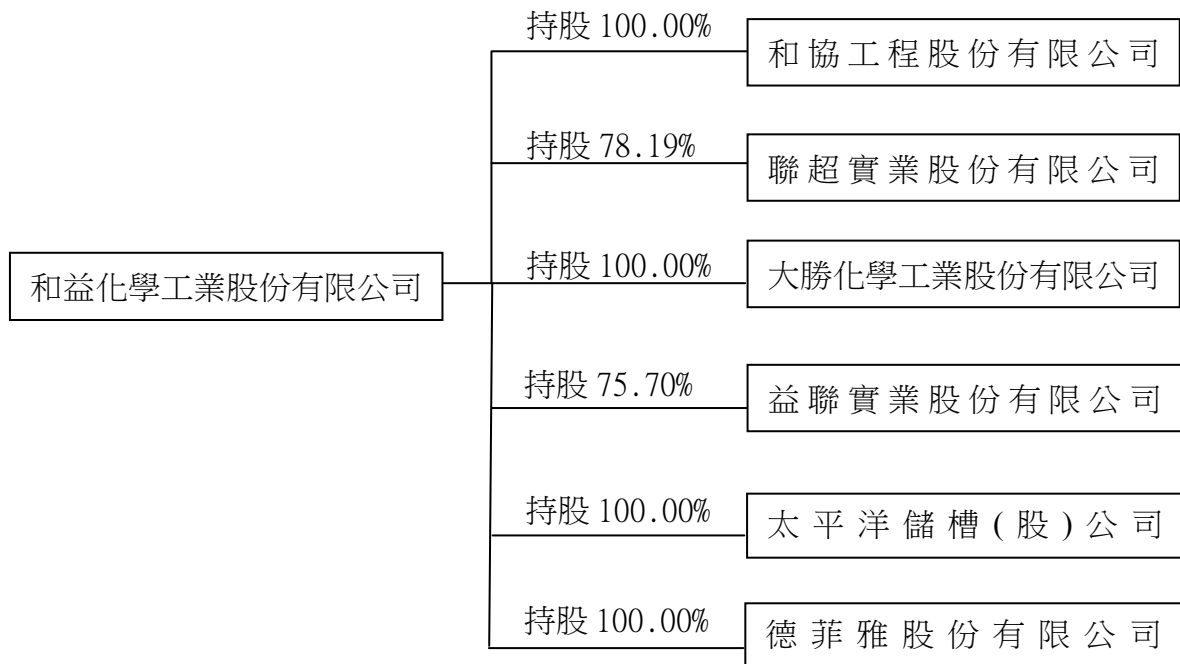 持股 100.00%
和協工程股份有限公司
持股 78.19%
聯超實業股份有限公司
和益化學工業股份有限公司
持股 100.00%
大勝化學工業股份有限公司
持股 75.70%
益聯實業股份有限公司
持股 100.00%
太平洋儲槽(股)公司
持股 100.00%
德菲雅股份有限公司